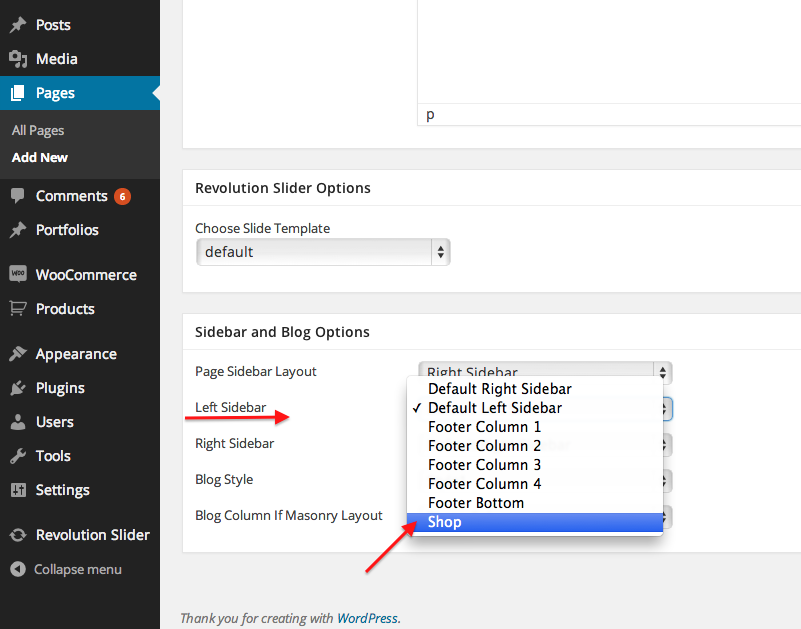 Posts
Media
Pages
All Pages
Add New
Comments 6
Portfolios
WOO WooCommerce
Products
Appearance
Plugins
Users
Tools
Settings
Revolution Slider
Collapse menu
p
Revolution Slider Options
Choose Slide Template
default
Sidebar and Blog Options
Page Sidebar Layout Right Sidebar
Left Sidebar
Right Sidebar
Blog Style
Blog Column If Masonry Layout
Default Right Sidebar
✓ Default Left Sidebar
Footer Column 1
Footer Column 2
Footer Column 3
Footer Column 4
Footer Bottom
Shop
Thank you for creating with WordPress.